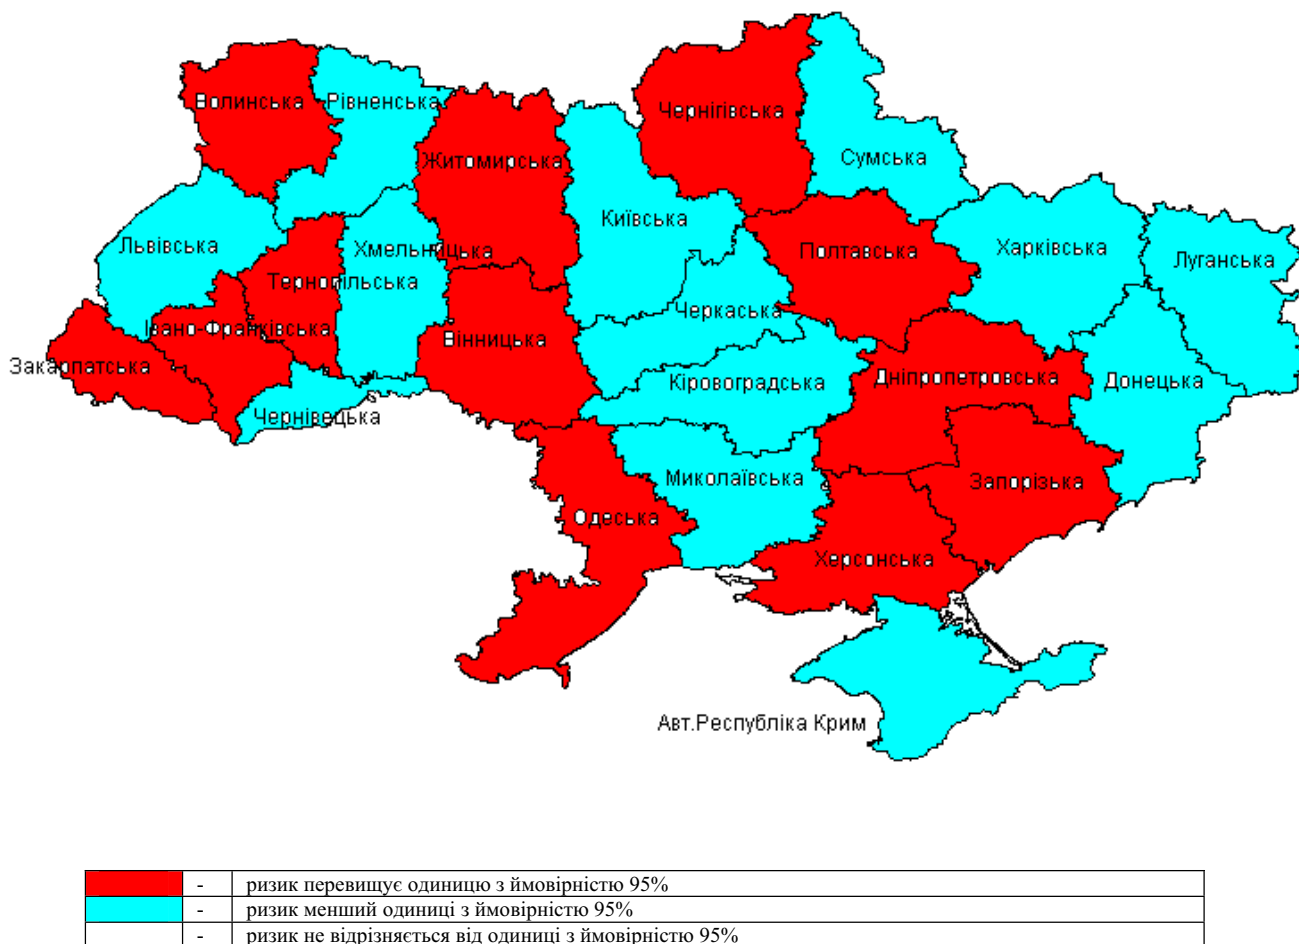 Волинська
Рівненська
Чернігівська
Житомирська
Сумська
Київська
Львівська
Хмельницька
Полтавська
Харківська
Луганська
Тернопільська
Черкаська
Івано-Франківська
Вінницька
Закарпатська
Кіровоградська
Дніпропетровська
Донецька
Чернівецька
Миколаївська
Запорізька
Одеська
Херсонська
Авт.Республіка Крим
- ризик перевищує одиницю з ймовірністю 95%
- ризик менший одиниці з ймовірністю 95%
- ризик не відрізняється від одиниці з ймовірністю 95%